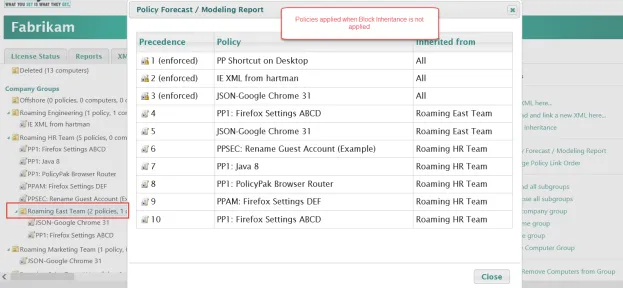 WHAT YOU SET IS WHAT THEY GET.
Fabrikam
License Status Reports XM
Deleted (13 computers)
Company Groups
Offshore (0 policies, 0 computers, 0 c
Roaming Engineering (1 policy, 0
IE XML from hartman
Roaming HR Team (5 policies, 0 co
PP1: Firefox Settings ABCD
PP1: Java 8
PP1: PolicyPak Browser Router
PPAM: Firefox Settings DEF
PPSEC: Rename Guest Account (Ex
Roaming East Team (2 policies, 1
JSON-Google Chrome 31
PP1: Firefox Settings ABCD
Roaming Marketing Team (1 policy,
JSON-Google Chrome 31
Policy Forecast / Modeling Report
Policies applied when Block Inheritance is not
applied
Precedence Policy Inherited from
1 (enforced) PP Shortcut on Desktop All
2 (enforced) IE XML from hartman All
3 (enforced) JSON-Google Chrome 31 All
4 PP1: Firefox Settings ABCD Roaming East Team
5 JSON-Google Chrome 31 Roaming East Team
6 PPSEC: Rename Guest Account (Example) Roaming HR Team
7 PP1: Java 8 Roaming HR Team
8 PP1: PolicyPak Browser Router Roaming HR Team
9 PPAM: Firefox Settings DEF Roaming HR Team
10 PP1: Firefox Settings ABCD Roaming HR Team
Close
XML here...
ad and link a new XML here...
Inheritance
y Forecast / Modeling Report
ge Policy Link Order
ad all subgroups
se all subgroups
ompany group
e group
me group
Computer Group
Remove Computers from Group